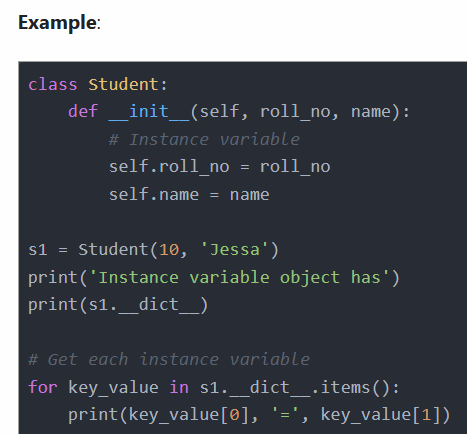 Example:
class Student:
    def __init__(self, roll_no, name):
        # Instance variable
        self.roll_no = roll_no
        self.name = name

s1 = Student(10, 'Jessa')
print('Instance variable object has')
print(s1.__dict__)

# Get each instance variable
for key_value in s1.__dict__.items():
    print(key_value[0], '=', key_value[1])